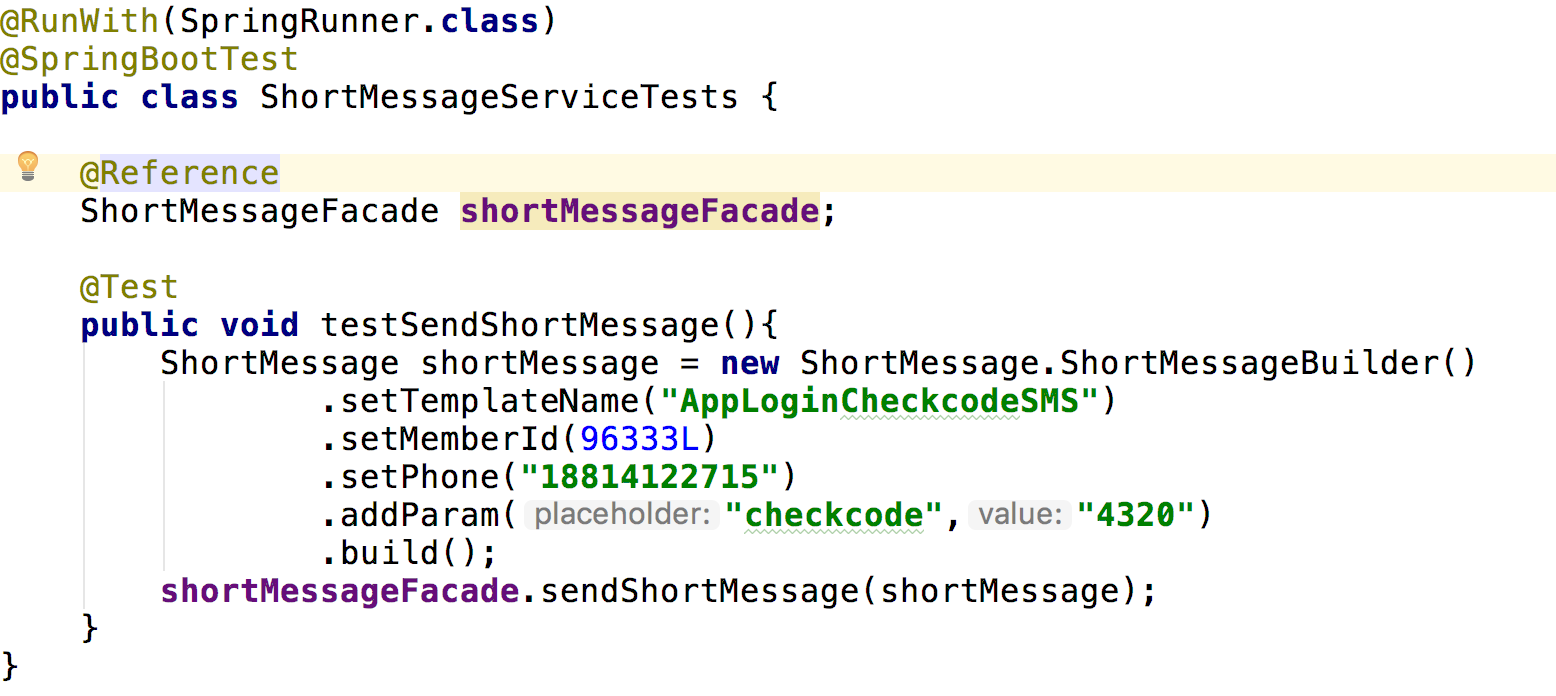 @RunWith(SpringRunner.class)
@SpringBootTest
public class ShortMessageServiceTests {
@Reference
ShortMessageFacade shortMessageFacade;
@Test
public void testSendShortMessage(){
ShortMessage shortMessage = new ShortMessage.ShortMessageBuilder()
.setTemplateName("AppLoginCheckcodeSMS")
.setMemberId(96333L)
.setPhone("18814122715")
.addParam( placeholder: "checkcode", value: "4320")
.build();
shortMessageFacade.sendShortMessage(shortMessage);
}
}